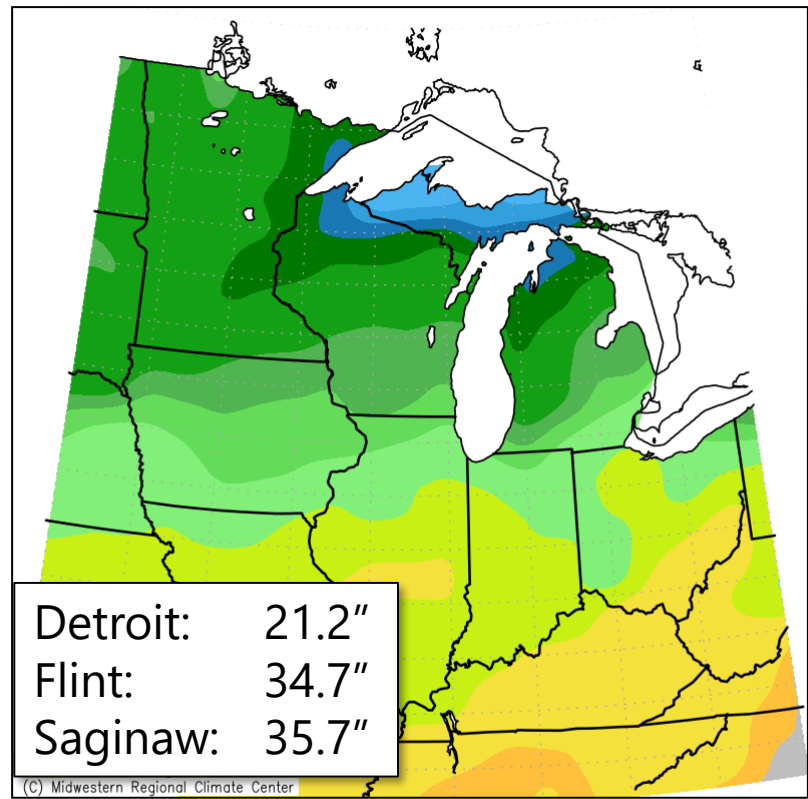 Detroit: 21.2″
Flint: 34.7″
Saginaw: 35.7″
(C) Midwestern Regional Climate Center